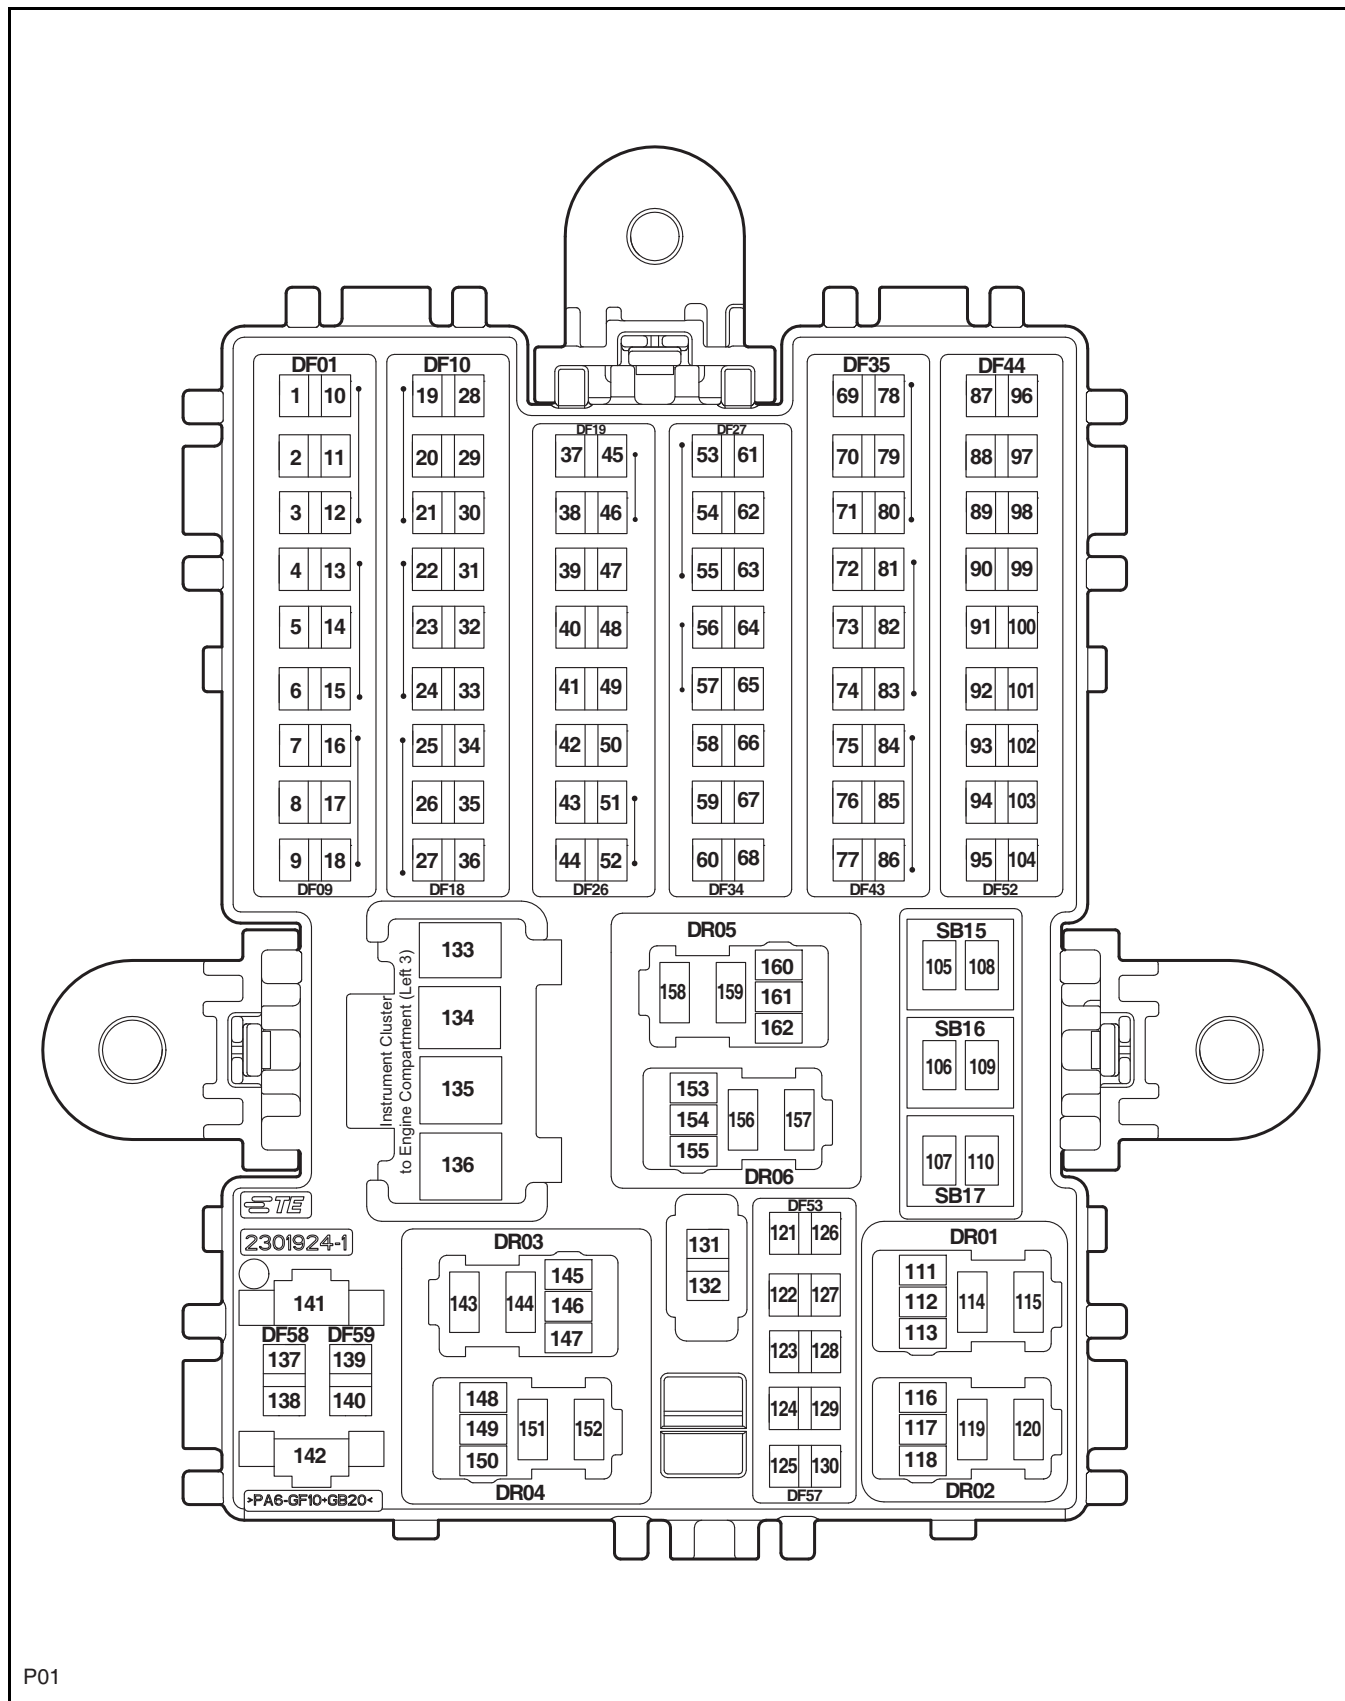 DF01 DF10 DF35 DF44
1 10 19 28 69 78 87 96
DF19 DF27
2 11 20 29 37 45 53 61 70 79 88 97
3 12 21 30 38 46 54 62 71 80 89 98
4 13 22 31 39 47 55 63 72 81 90 99
5 14 23 32 40 48 56 64 73 82 91 100
6 15 24 33 41 49 57 65 74 83 92 101
7 16 25 34 42 50 58 66 75 84 93 102
8 17 26 35 43 51 59 67 76 85 94 103
9 18 27 36 44 52 60 68 77 86 95 104
DF09 DF18 DF26 DF34 DF43 DF52
Instrument Cluster
to Engine Compartment (Left 3)
133
134
135
136
DR05
158 159 160
161
162
153
154 156 157
155
DR06
SB15
105 108
SB16
106 109
107 110
SB17
TE
2301924-1
141
DF58 DF59
137 139
138 140
142
>PA6-GF10+GB20<
DR03
143 144 145
146
147
148
149 151 152
150
DR04
131
132
DF53
121 126
122 127
123 128
124 129
125 130
DF57
DR01
111
112 114 115
113
116
117 119 120
118
DR02
P01